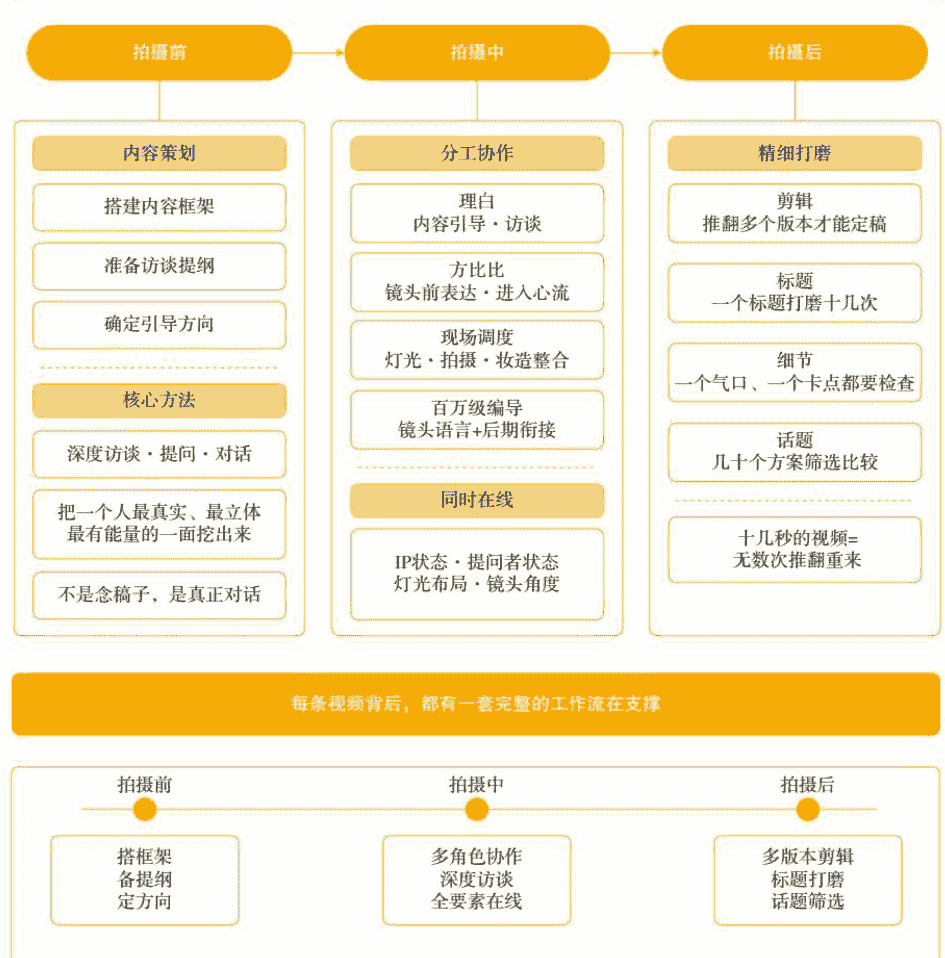 拍摄前
拍摄中
拍摄后
内容策划
搭建内容框架
准备访谈提纲
确定引导方向
核心方法
深度访谈·提问·对话
把一个人最真实、最立体
最有能量的一面挖出来
不是念稿子，是真正对话
分工协作
理白
内容引导·访谈
方比比
镜头前表达·进入心流
现场调度
灯光·拍摄·妆造整合
百万级编导
镜头语言+后期衔接
同时在线
IP状态·提问者状态
灯光布局·镜头角度
精细打磨
剪辑
推翻多个版本才能定稿
标题
一个标题打磨十几次
细节
一个气口、一个卡点都要检查
话题
几十个方案筛选比较
十几秒的视频=
无数次推翻重来
每条视频背后，都有一套完整的工作流在支撑
拍摄前
搭框架
备提纲
定方向
拍摄中
多角色协作
深度访谈
全要素在线
拍摄后
多版本剪辑
标题打磨
话题筛选